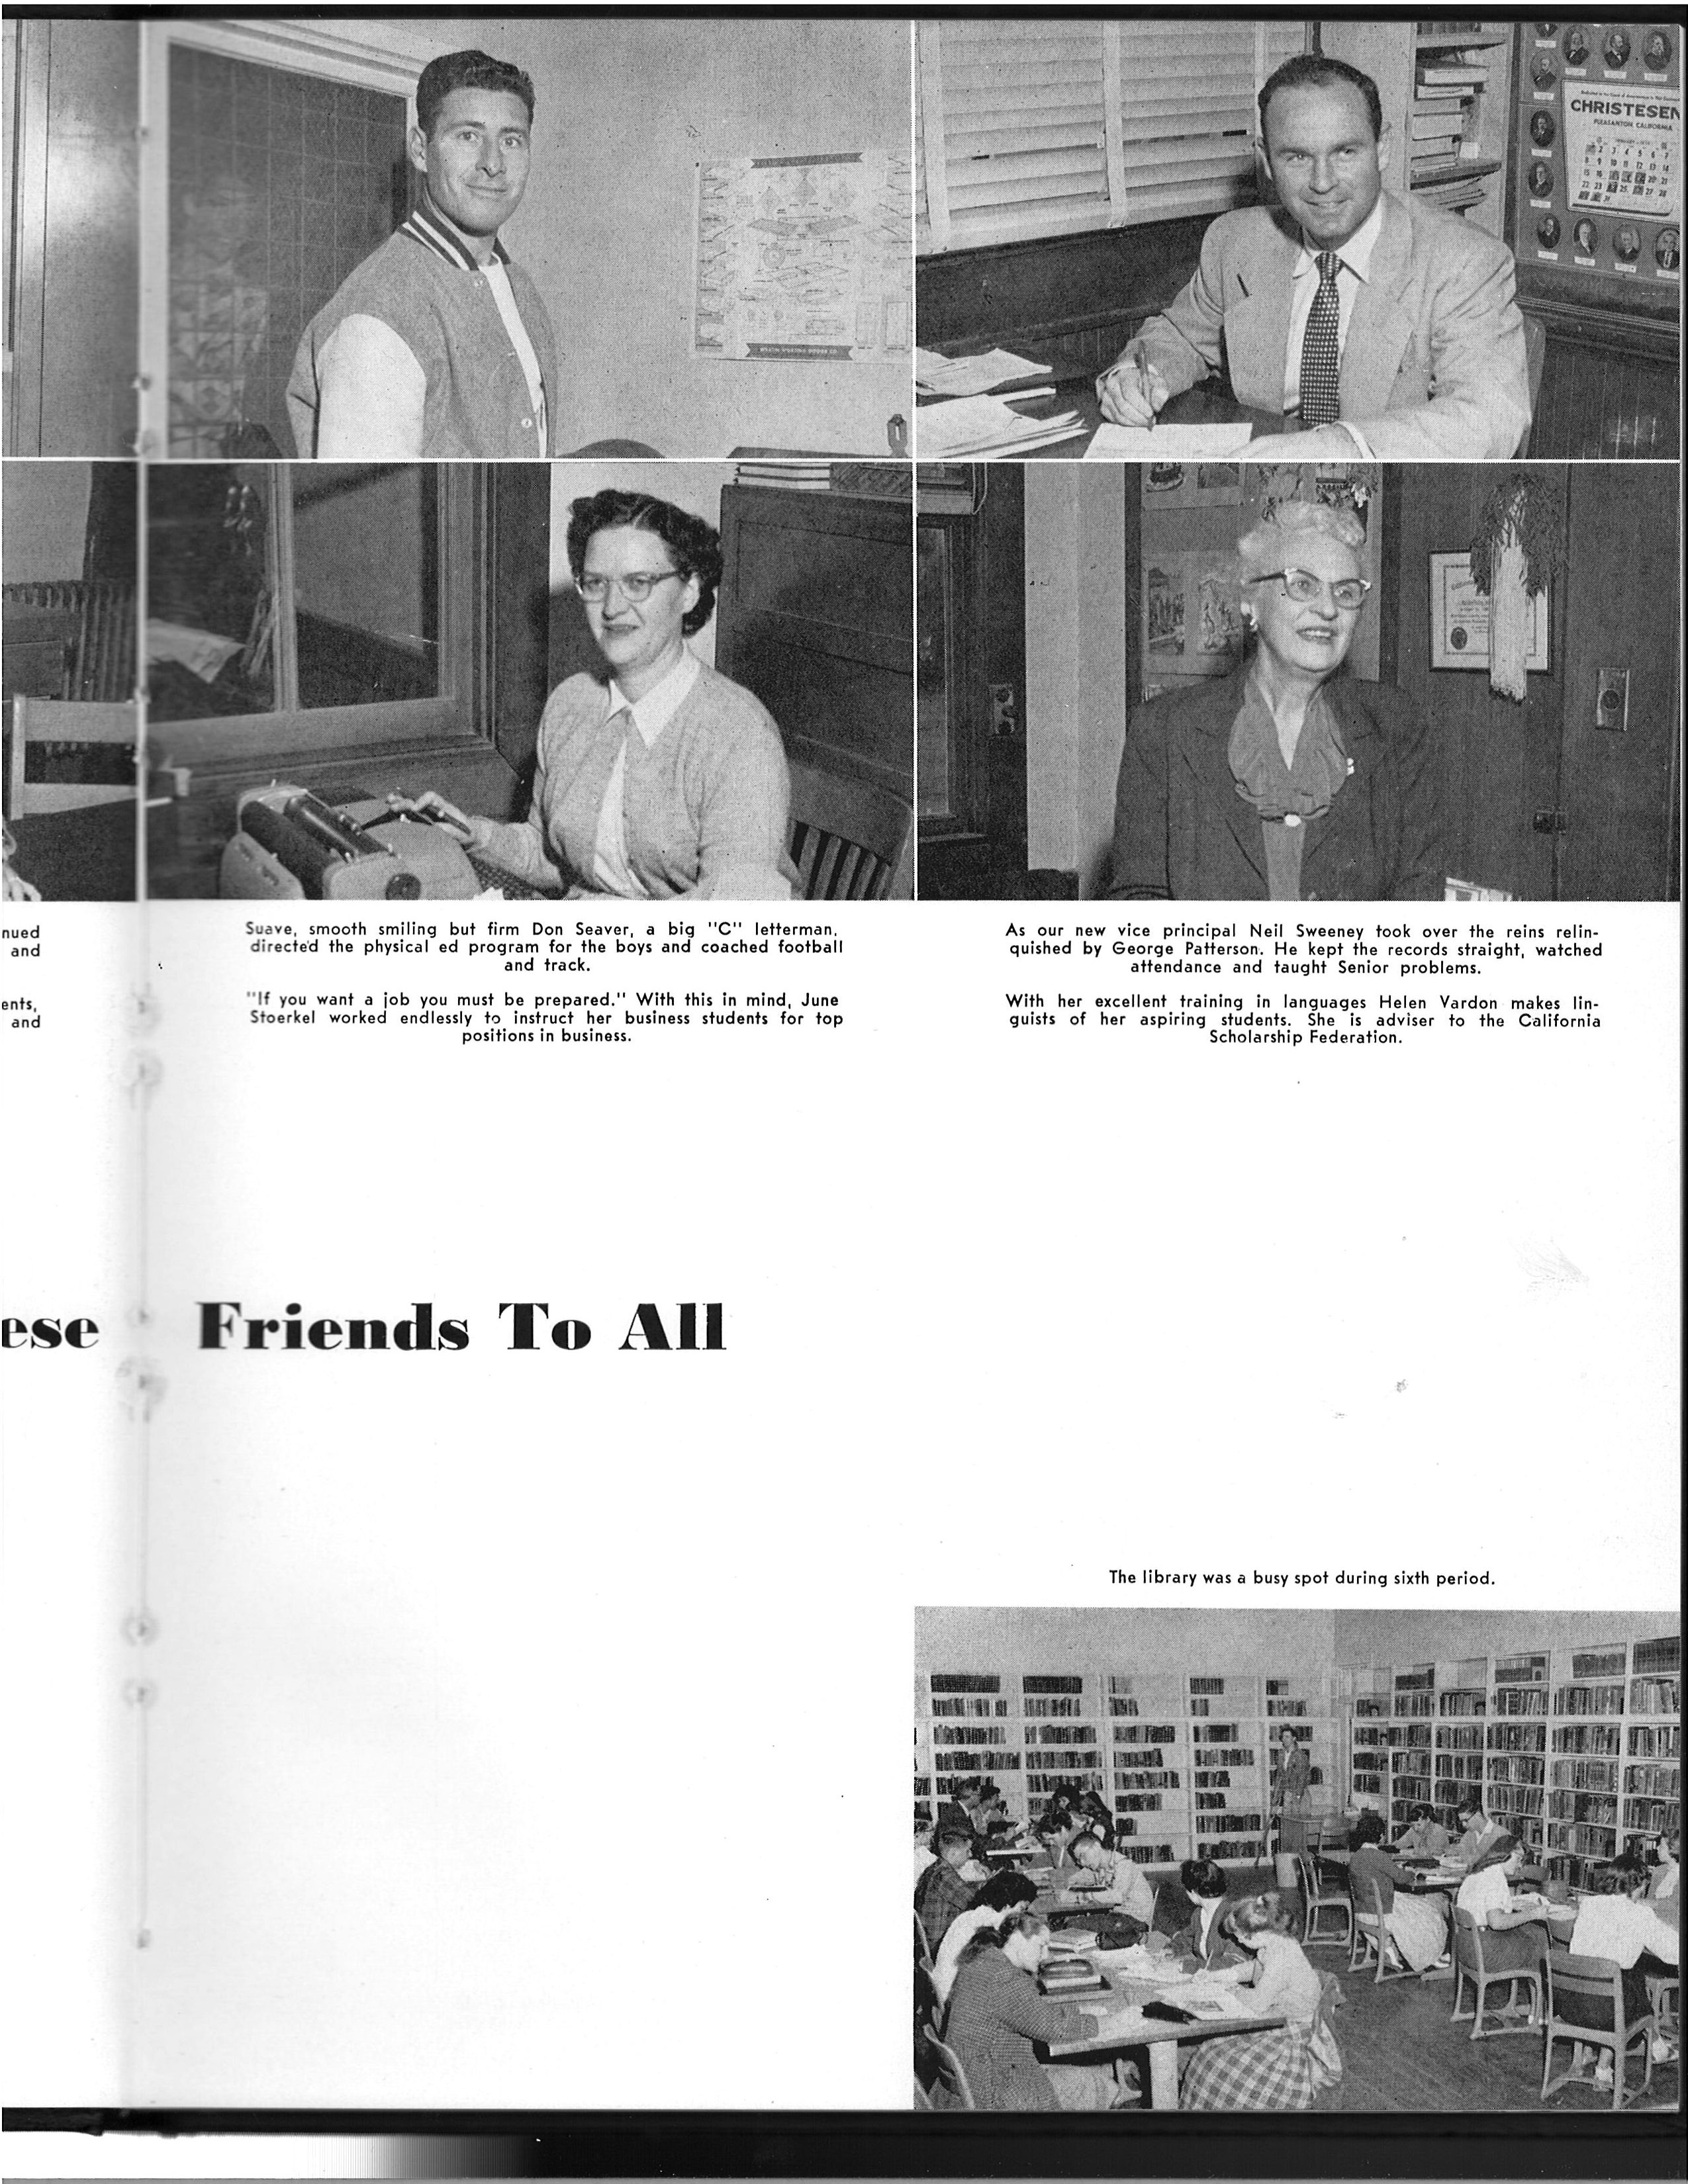 CHRISTESEN
PLEASANTON CALIFORNIA
nued
and
ents,
and
Suave, smooth smiling but firm Don Seaver, a big "C" letterman,
directed the physical ed program for the boys and coached football
and track.
"If you want a job you must be prepared." With this in mind, June
Stoerkel worked endlessly to instruct her business students for top
positions in business.
As our new vice principal Neil Sweeney took over the reins relin-
quished by George Patterson. He kept the records straight, watched
attendance and taught Senior problems.
With her excellent training in languages Helen Vardon makes lin-
guists of her aspiring students. She is adviser to the California
Scholarship Federation.
ese Friends To All
The library was a busy spot during sixth period.